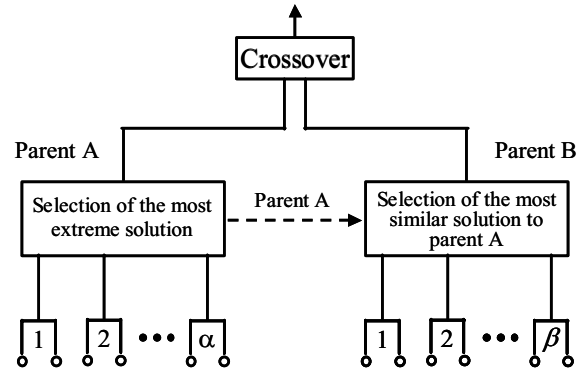 Crossover
Parent A
Parent B
Selection of the most
extreme solution
Parent A
Selection of the most
similar solution to
parent A
1 2 ••• α
1 2 ••• β